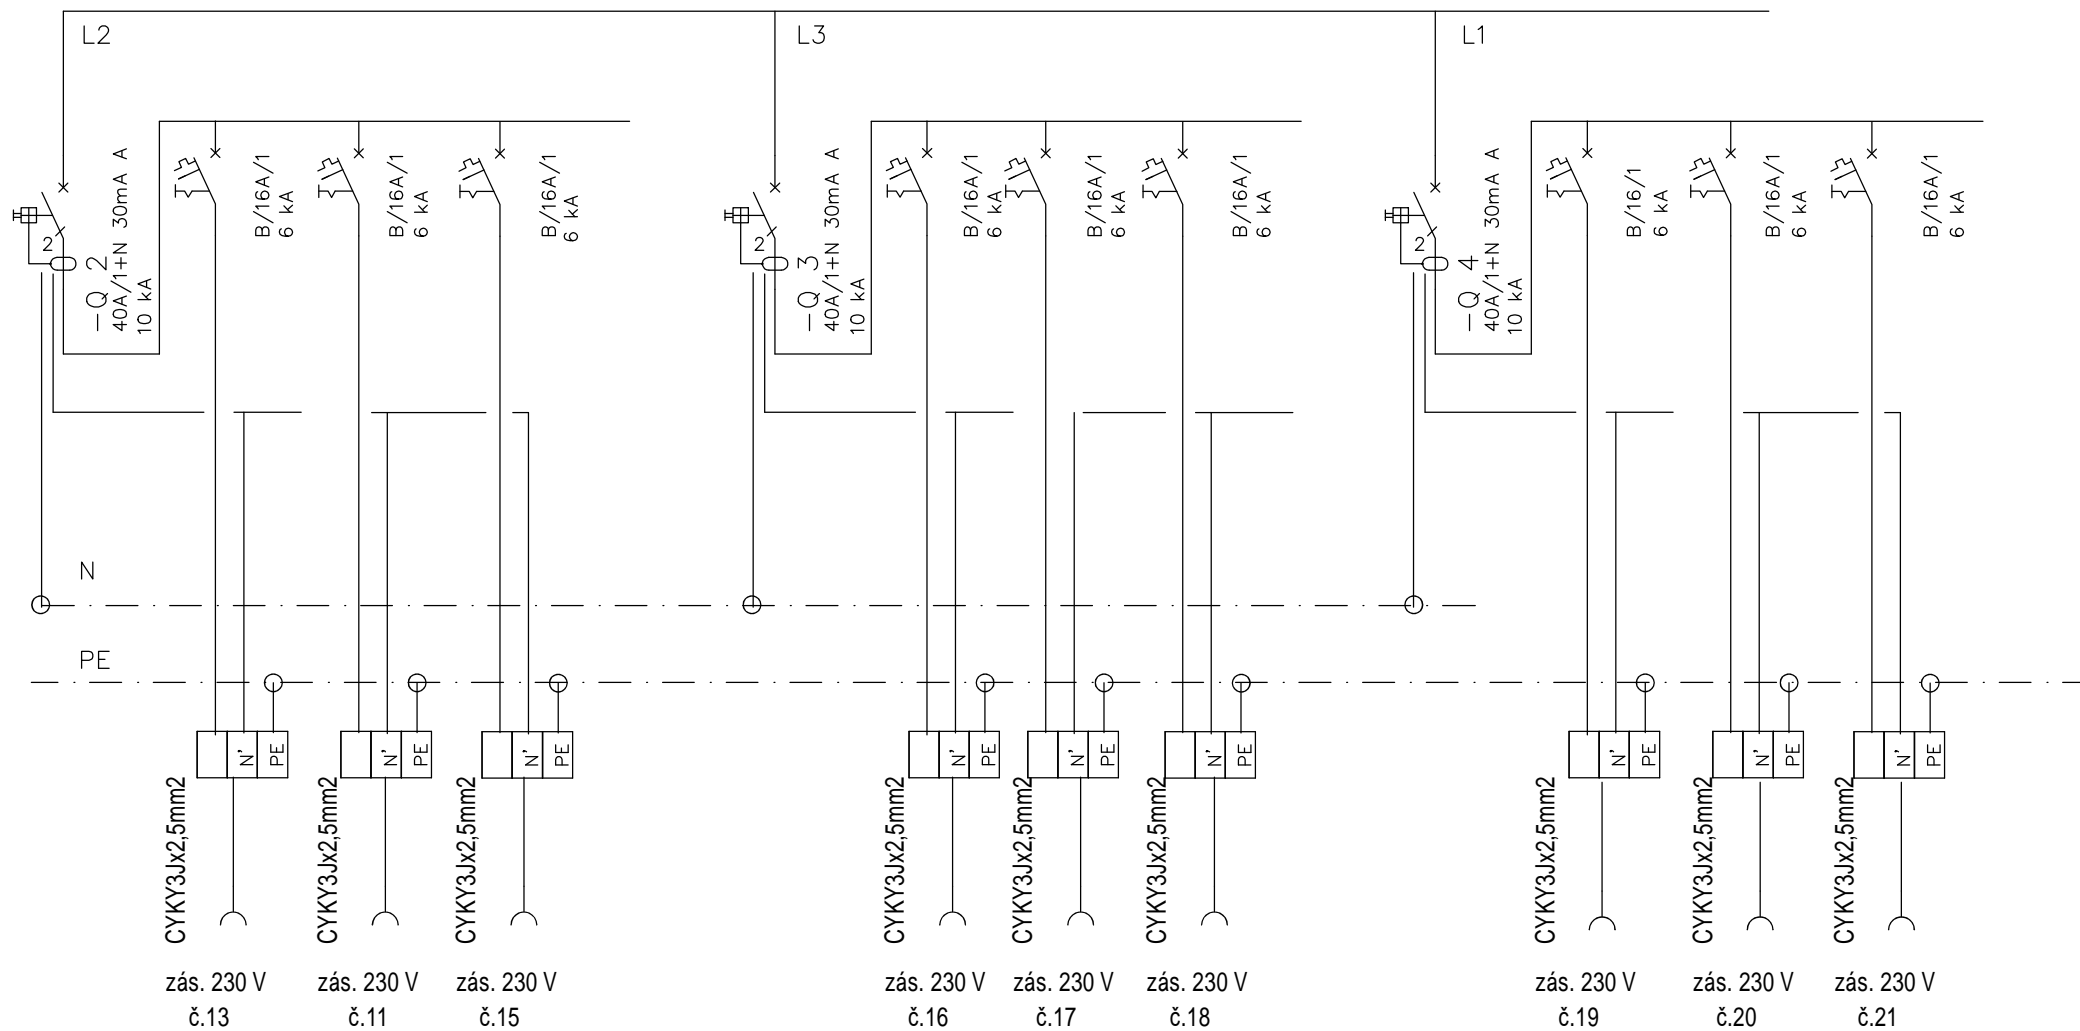 L2
L3
L1
2
-Q 2
40A/1+N 30mA A
10 kA
B/16A/1
6 kA
B/16A/1
6 kA
B/16A/1
6 kA
2
-Q 3
40A/1+N 30mA A
10 kA
B/16A/1
6 kA
B/16A/1
6 kA
B/16A/1
6 kA
2
-Q 4
40A/1+N 30mA A
10 kA
B/16/1
6 kA
B/16A/1
6 kA
B/16A/1
6 kA
N
PE
N' PE
N' PE
N' PE
N' PE
N' PE
N' PE
N' PE
N' PE
N' PE
CYKY3Jx2,5mm2
CYKY3Jx2,5mm2
CYKY3Jx2,5mm2
CYKY3Jx2,5mm2
CYKY3Jx2,5mm2
CYKY3Jx2,5mm2
CYKY3Jx2,5mm2
CYKY3Jx2,5mm2
CYKY3Jx2,5mm2
zás. 230 V
č.13
zás. 230 V
č.11
zás. 230 V
č.15
zás. 230 V
č.16
zás. 230 V
č.17
zás. 230 V
č.18
zás. 230 V
č.19
zás. 230 V
č.20
zás. 230 V
č.21